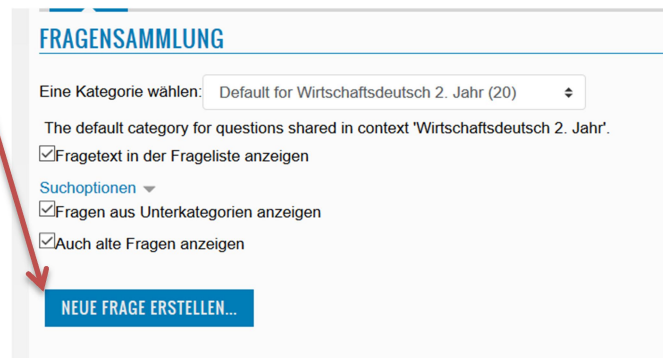 FRAGENSAMMLUNG
Eine Kategorie wählen: Default for Wirtschaftsdeutsch 2. Jahr (20)
The default category for questions shared in context 'Wirtschaftsdeutsch 2. Jahr'.
Fragetext in der Frageliste anzeigen
Suchoptionen
Fragen aus Unterkategorien anzeigen
Auch alte Fragen anzeigen
NEUE FRAGE ERSTELLEN...